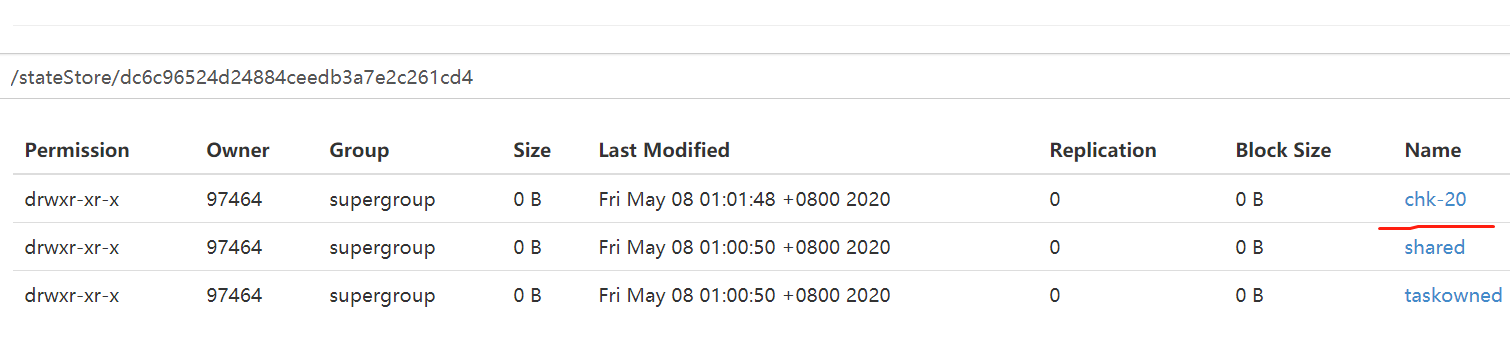 /stateStore/dc6c96524d24884ceedb3a7e2c261cd4
Permission Owner Group Size Last Modified Replication Block Size Name
drwxr-xr-x 97464 supergroup 0 B Fri May 08 01:01:48 +0800 2020 0 0 B chk-20
drwxr-xr-x 97464 supergroup 0 B Fri May 08 01:00:50 +0800 2020 0 0 B shared
drwxr-xr-x 97464 supergroup 0 B Fri May 08 01:00:50 +0800 2020 0 0 B taskowned